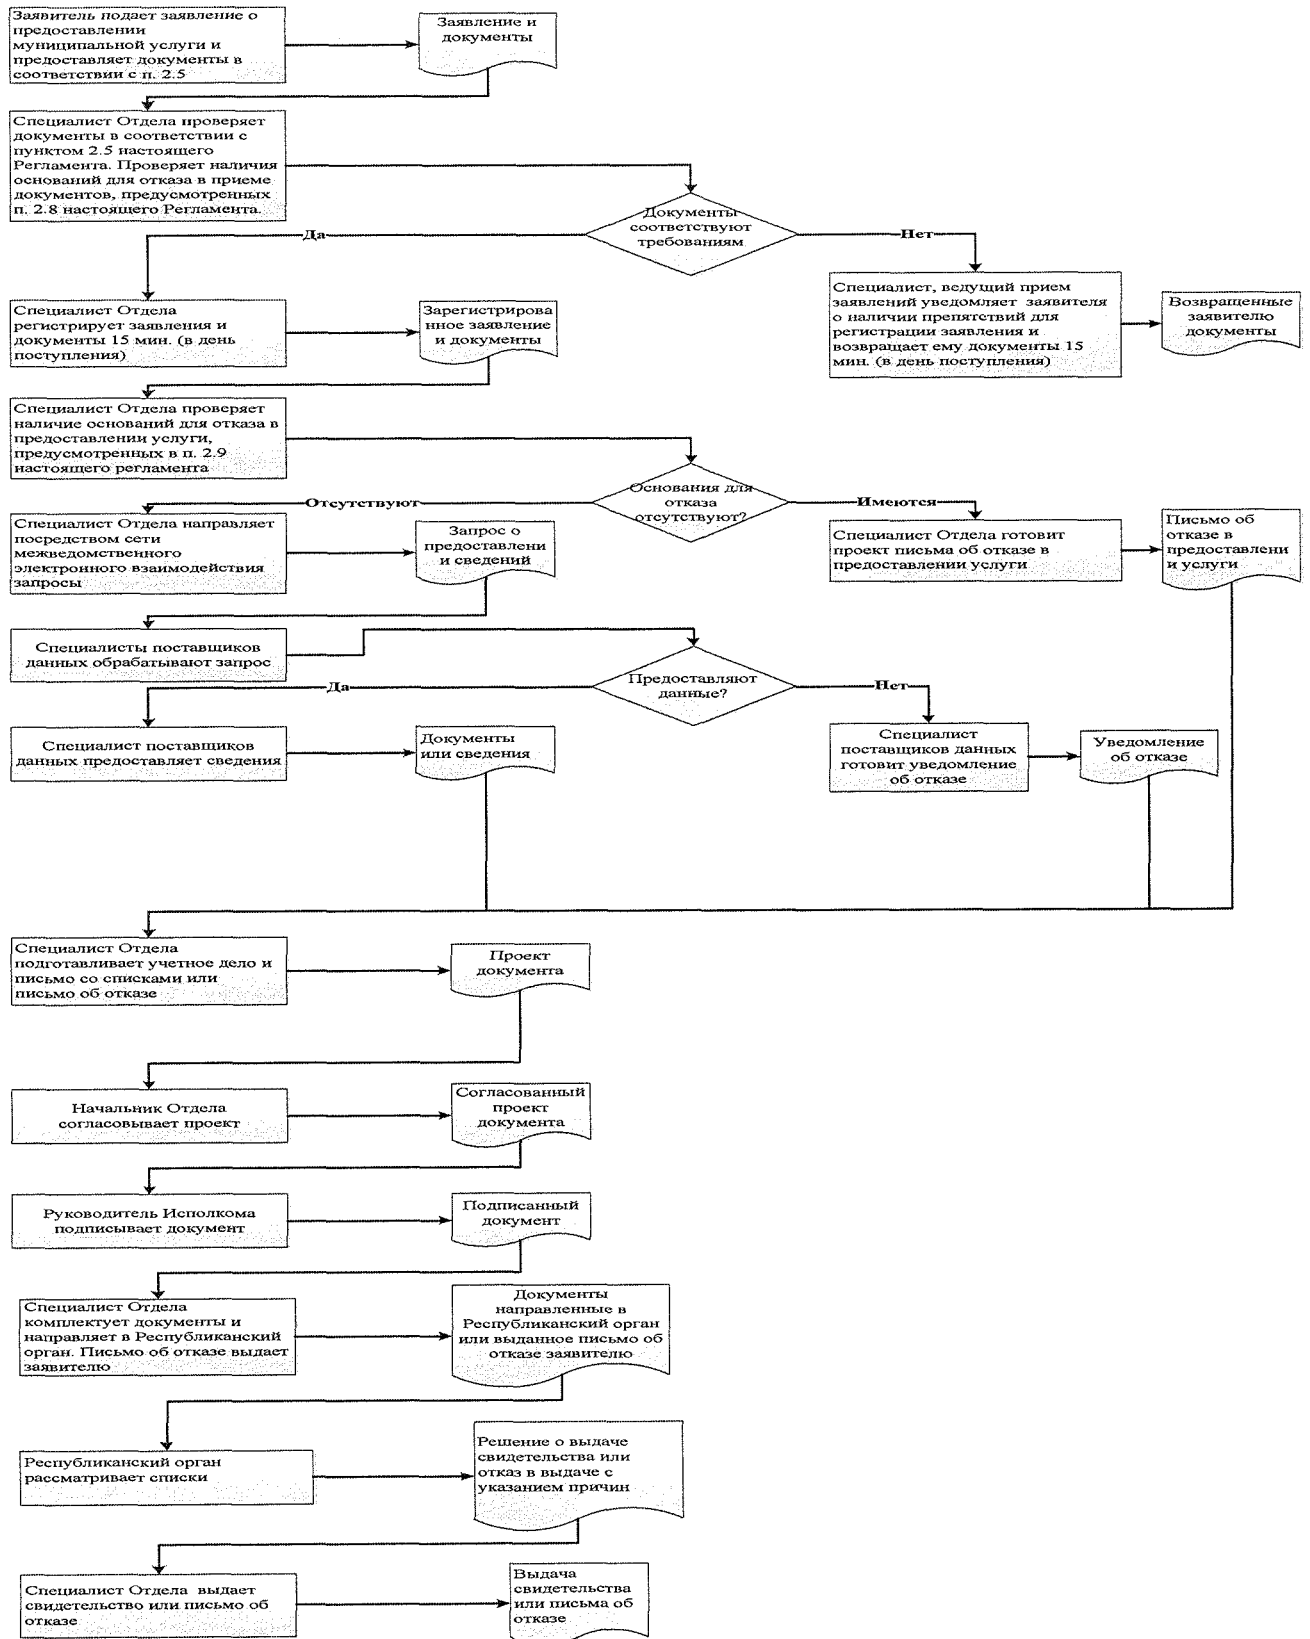 Заявитель подает заявление о
предоставлении
муниципальной услуги и
предоставляет документы в
соответствии с п. 2.5
Заявление и
документы
Специалист Отдела проверяет
документы в соответствии с
пунктом 2.5 настоящего
Регламента. Проверяет наличия
оснований для отказа в приеме
документов, предусмотренных
п. 2.8 настоящего Регламента.
Документы
соответствуют
требованиям
Да
Нет
Специалист Отдела
регистрирует заявления и
документы 15 мин. (в день
поступления)
Зарегистрирова
нное заявление
и документы
Специалист, ведущий прием
заявлений уведомляет заявителя
о наличии препятствий для
регистрации заявления и
возвращает ему документы 15
мин. (в день поступления)
Возвращенные
заявителю
документы
Специалист Отдела проверяет
наличие оснований для отказа в
предоставлении услуги,
предусмотренных в п. 2.9
настоящего регламента
Основания для
отказа
отсутствуют?
Отсутствуют
Имеются
Специалист Отдела направляет
посредством сети
межведомственного
электронного взаимодействия
запросы
Запрос о
предоставлени
и сведений
Специалист Отдела готовит
проект письма об отказе в
предоставлении услуги
Письмо об
отказе в
предоставлени
и услуги
Специалисты поставщиков
данных обрабатывают запрос
Предоставляют
данные?
Да
Нет
Специалист поставщиков
данных предоставляет сведения
Документы
или сведения
Специалист
поставщиков данных
готовит уведомление
об отказе
Уведомление
об отказе
Специалист Отдела
подготавливает учетное дело и
письмо со списками или
письмо об отказе
Проект
документа
Начальник Отдела
согласовывает проект
Согласованный
проект
документа
Руководитель Исполкома
подписывает документ
Подписанный
документ
Специалист Отдела
комплектует документы и
направляет в Республиканский
орган. Письмо об отказе выдает
заявителю
Документы
направленные в
Республиканский орган
или выданное письмо об
отказе заявителю
Республиканский орган
рассматривает списки
Решение о выдаче
свидетельства или
отказ в выдаче с
указанием причин
Специалист Отдела выдает
свидетельство или письмо об
отказе
Выдача
свидетельства
или письма об
отказе